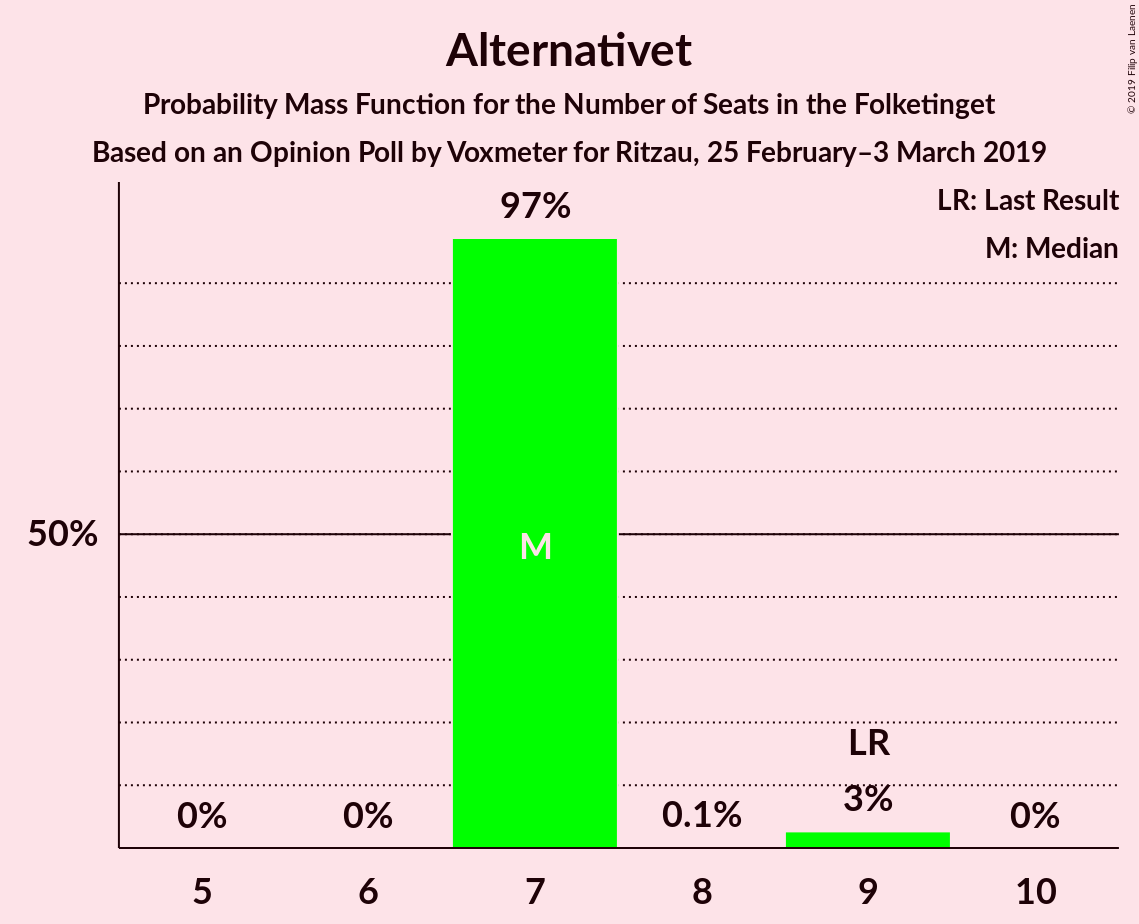 Alternativet
Probability Mass Function for the Number of Seats in the Folketinget
Based on an Opinion Poll by Voxmeter for Ritzau, 25 February–3 March 2019
© 2019 Filip van Laenen
LR: Last Result
M: Median
97%
50%
M
LR
0%
0%
0.1%
3%
0%
5
6
7
8
9
10